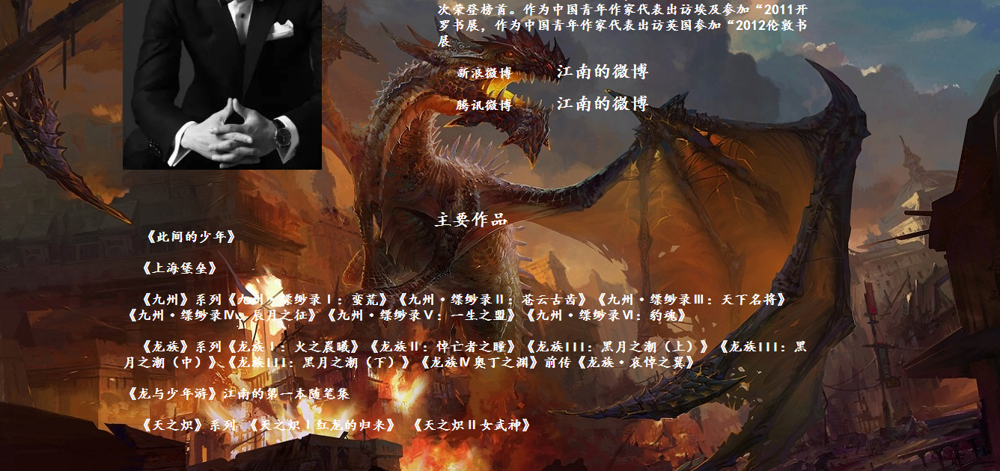 次荣登榜首。作为中国青年作家代表出访埃及参加“2011开
罗书展，作为中国青年作家代表出访英国参加“2012伦敦书
展
新浪微博 江南的微博
腾讯微博 江南的微博
主要作品
《此间的少年》
《上海堡垒》
《九州》系列《九州·缥缈录Ⅰ：蛮荒》《九州·缥缈录Ⅱ：苍云古齿》《九州·缥缈录Ⅲ：天下名将》
《九州·缥缈录Ⅳ：辰月之征》《九州·缥缈录Ⅴ：一生之盟》《九州·缥缈录Ⅵ：豹魂》
《龙族》系列《龙族Ⅰ：火之晨曦》《龙族Ⅱ：悼亡者之瞳》《龙族III：黑月之潮（上）》《龙族III：黑
月之潮（中）》《龙族III：黑月之潮（下）》《龙族Ⅳ奥丁之渊》前传《龙族·哀悼之翼》
《龙与少年游》江南的第一本随笔集
《天之炽》系列 《天之炽Ⅰ红龙的归来》 《天之炽Ⅱ女武神》